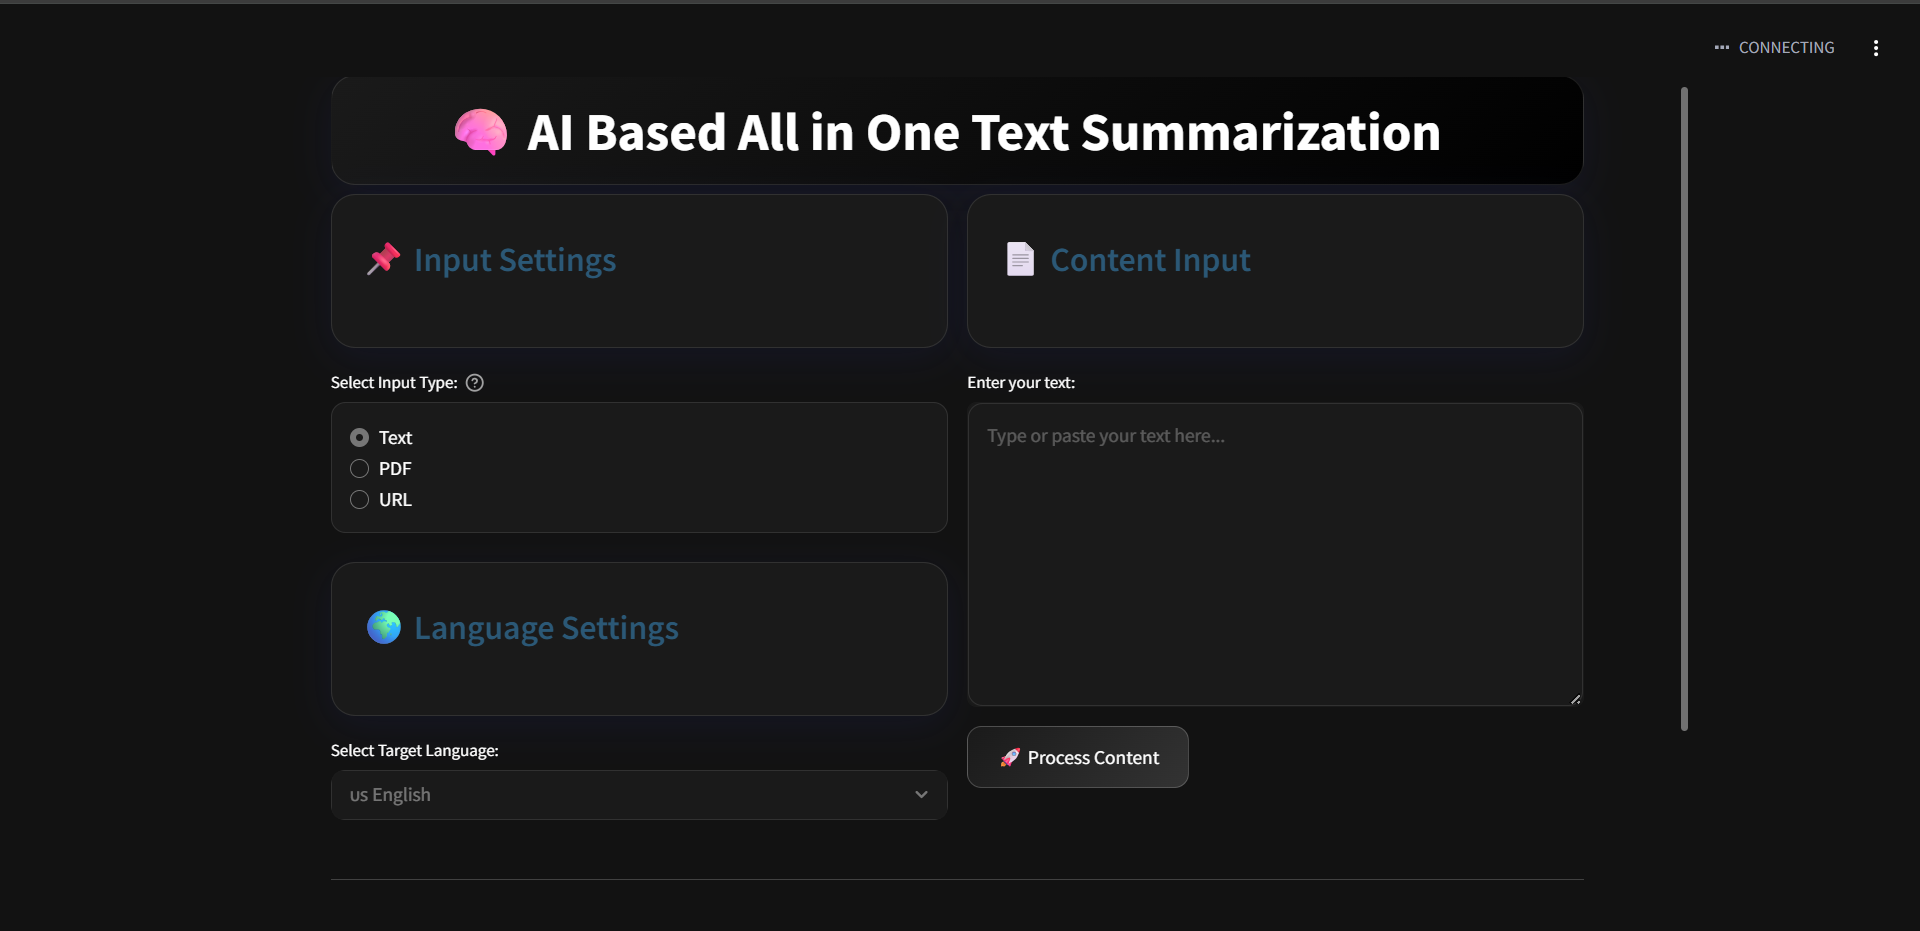 CONNECTING
AI Based All in One Text Summarization
Input Settings
Content Input
Select Input Type:
Text
PDF
URL
Language Settings
Select Target Language:
us English
Enter your text:
Type or paste your text here...
Process Content